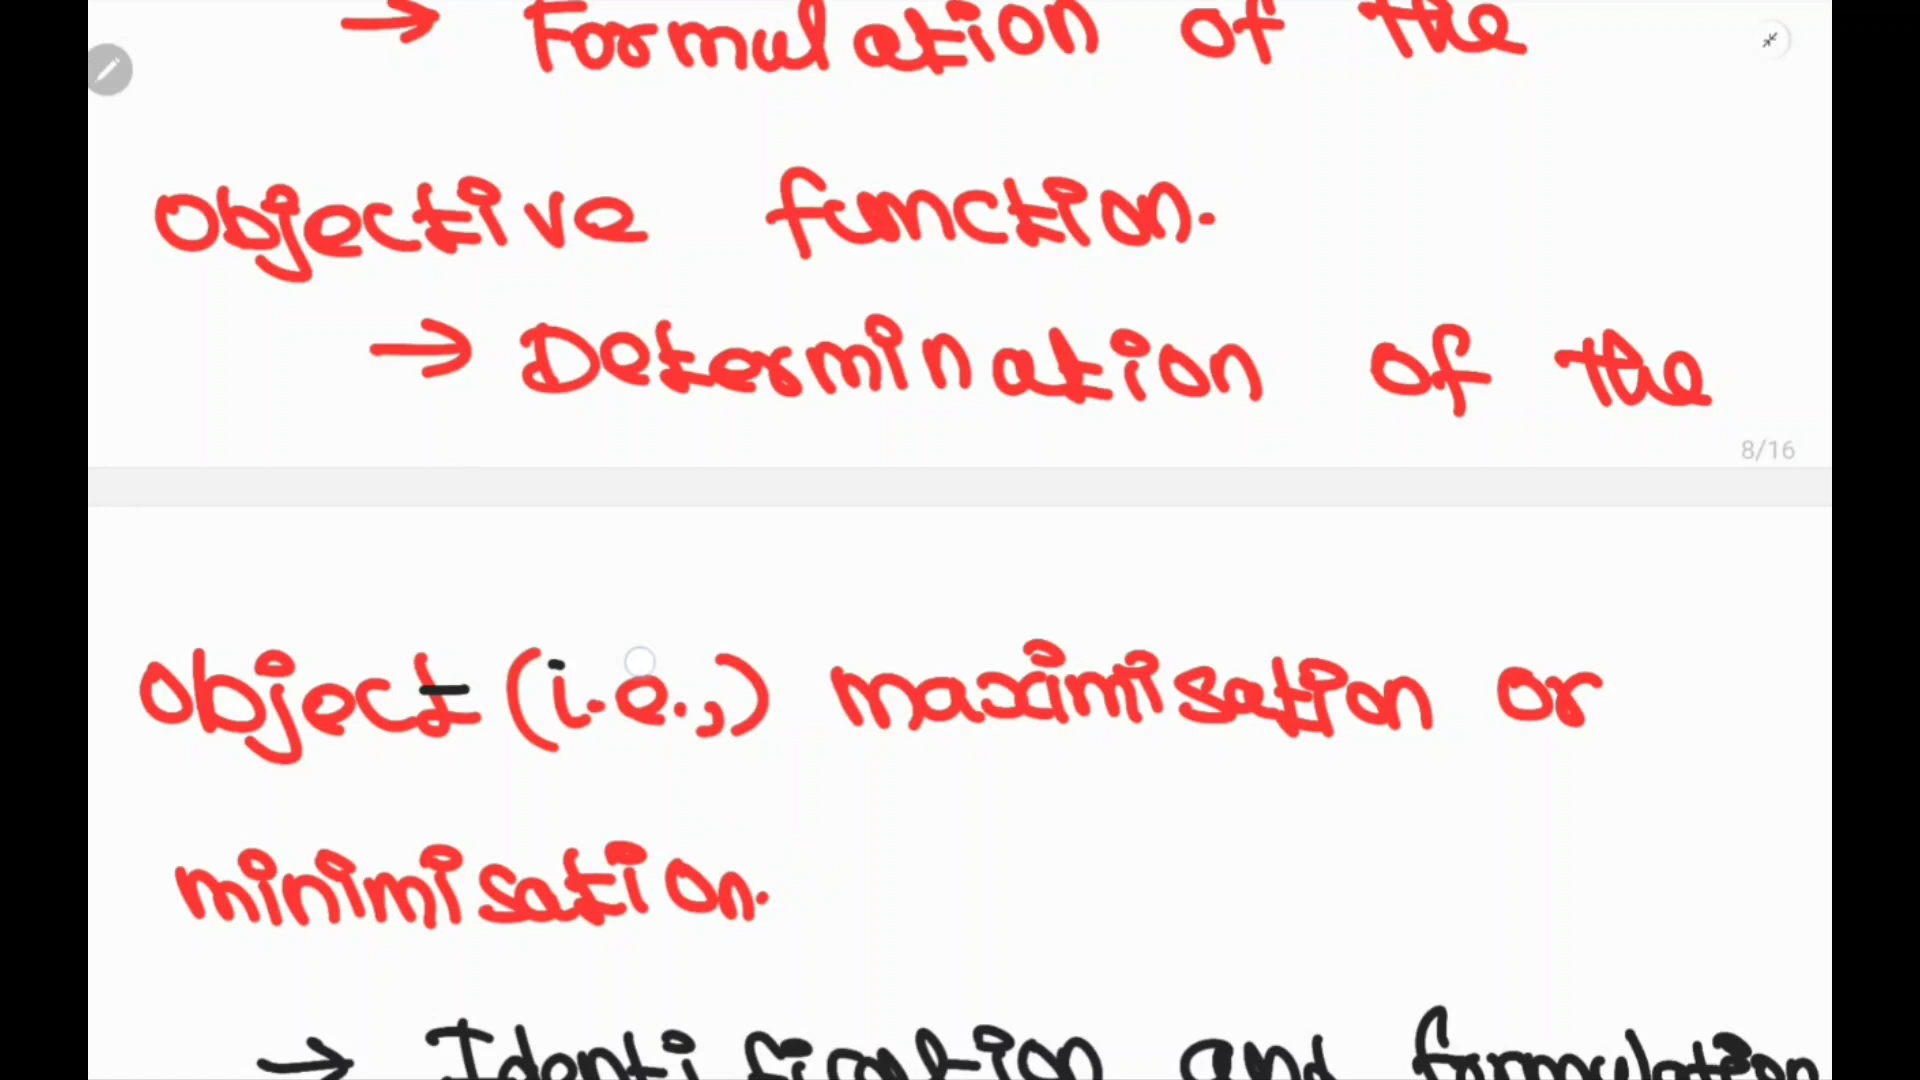 → Formulation of the
objective function.
→ Determination of the
8/16
object (i.e.,) maximisation or
minimisation.
→ Identification and formulation